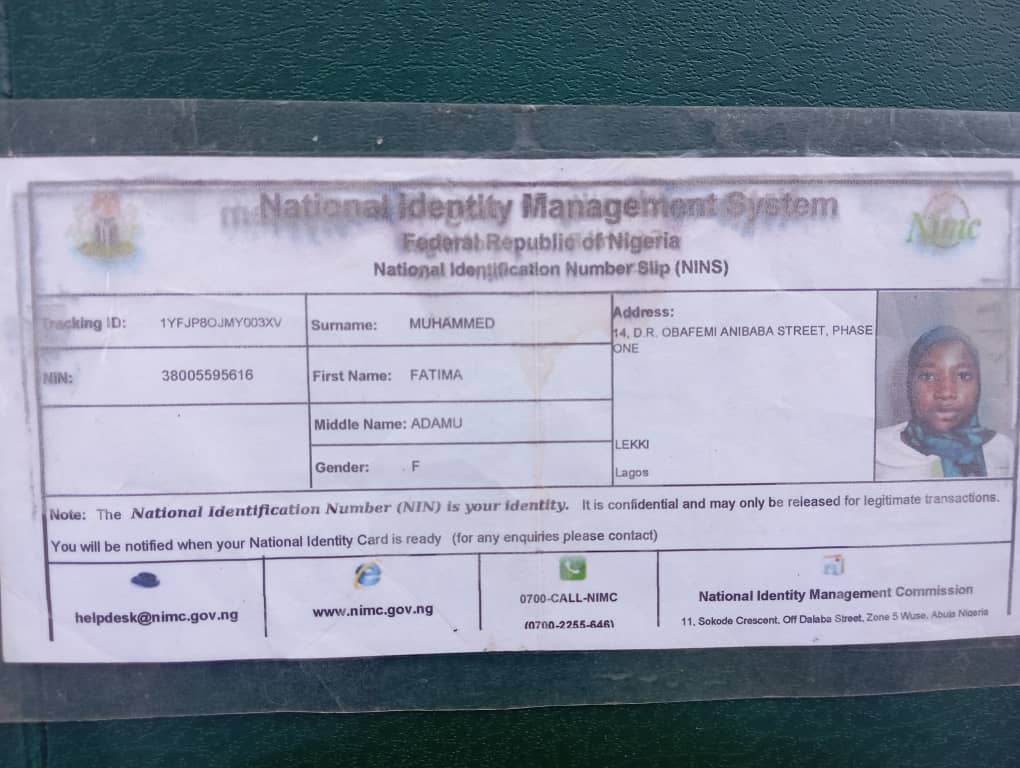 National Identity Management System
Federal Republic of Nigeria
National Identification Number Slip (NINS)
Nimc
Tracking ID: 1YFJP8OJMY003XV
Surname: MUHAMMED
Address:
14, D.R. OBAFEMI ANIBABA STREET, PHASE
ONE
NIN: 38005595616
First Name: FATIMA
Middle Name: ADAMU
LEKKI
Gender: F
Lagos
Note: The National Identification Number (NIN) is your identity. It is confidential and may only be released for legitimate transactions.
You will be notified when your National Identity Card is ready (for any enquiries please contact)
helpdesk@nimc.gov.ng
www.nimc.gov.ng
0700-CALL-NIMC
(0700-2255-646)
National Identity Management Commission
11, Sokode Crescent, Off Dalaba Street, Zone 5 Wuse, Abuja Nigeria